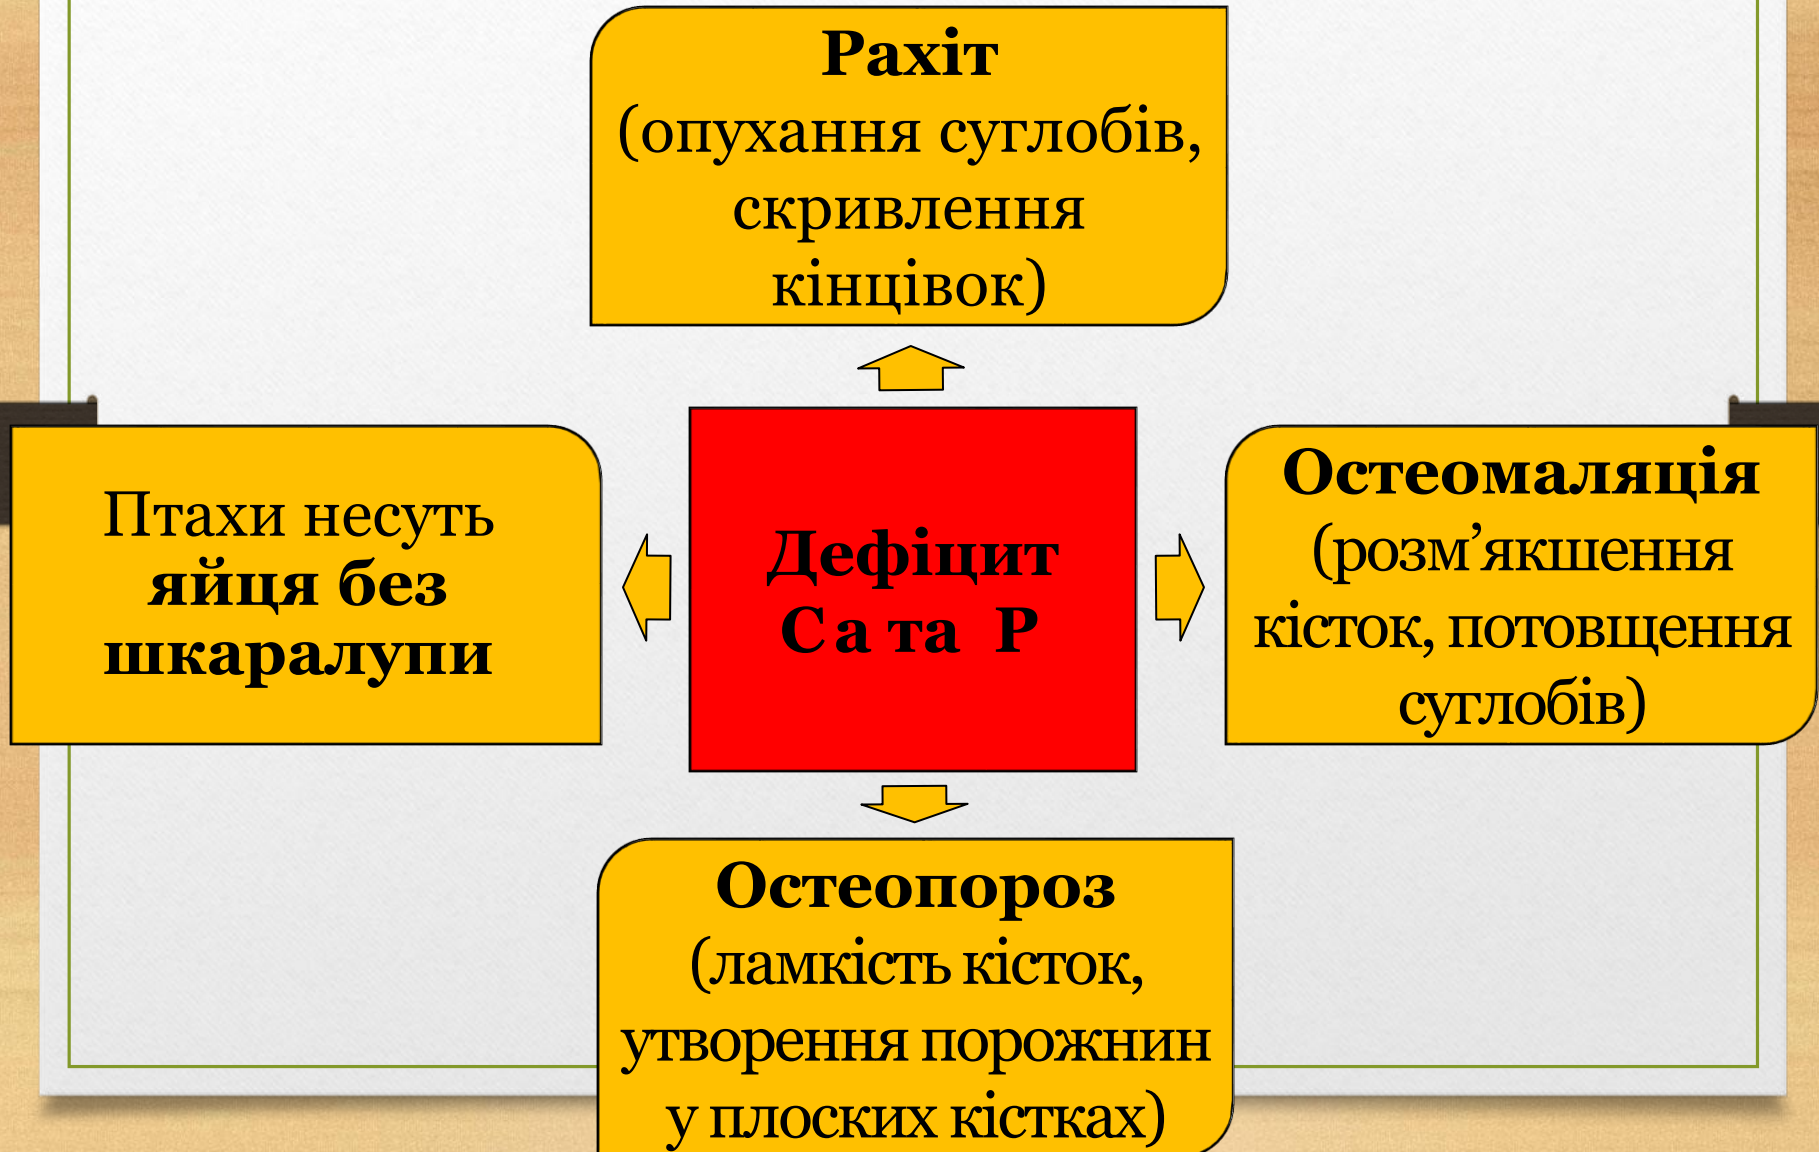 Рахіт
(опухання суглобів,
скривлення
кінцівок)
Птахи несуть
яйця без
шкаралупи
Дефіцит
Са та Р
Остеомаляція
(розм’якшення
кісток, потовщення
суглобів)
Остеопороз
(ламкість кісток,
утворення порожнин
у плоских кістках)